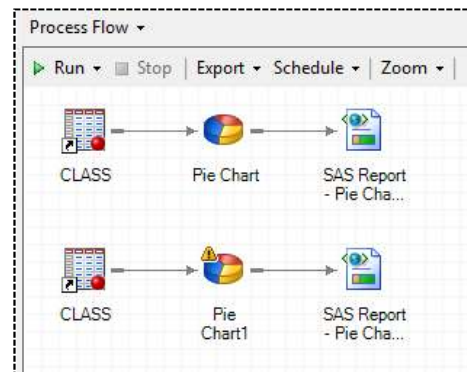 Process Flow
Run Stop Export Schedule Zoom
CLASS Pie Chart SAS Report
- Pie Cha...
CLASS Pie
Chart1 SAS Report
- Pie Cha...